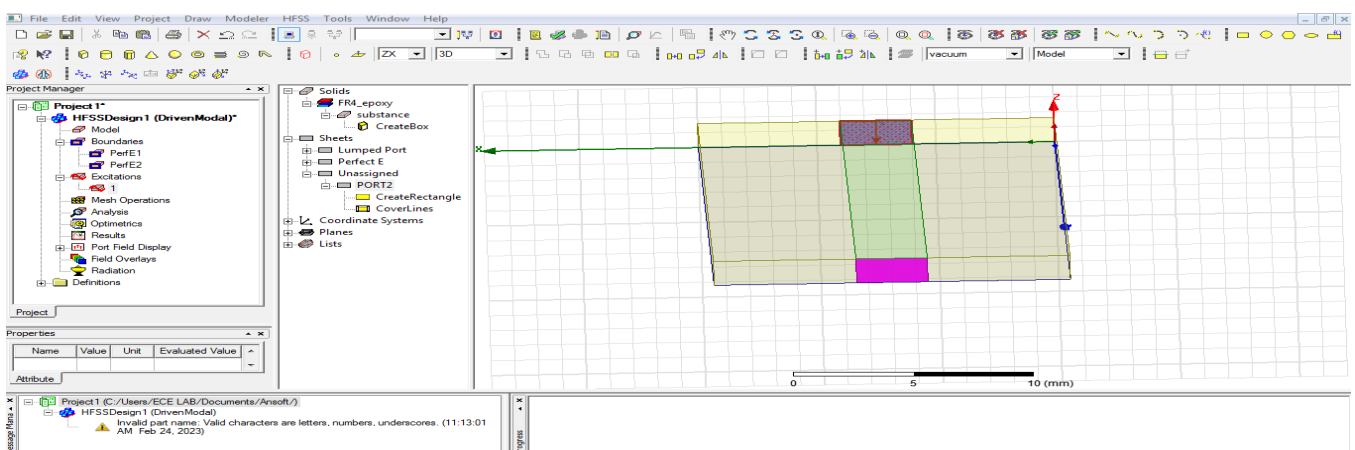 File Edit View Project Draw Modeler HFSS Tools Window Help
ZX 3D vacuum Model
Project Manager
Project 1*
HFSSDesign1 (DrivenModal)*
Model
Boundaries
PerfE1
PerfE2
Excitations
1
Mesh Operations
Analysis
Optimetrics
Results
Port Field Display
Field Overlays
Radiation
Definitions
Project
Solids
FR4_epoxy
substance
CreateBox
Sheets
Lumped Port
Perfect E
Unassigned
PORT2
CreateRectangle
CoverLines
Coordinate Systems
Planes
Lists
Z
X
0 5 10 (mm)
Properties
Name Value Unit Evaluated Value
Attribute
Project1 (C:/Users/ECE LAB/Documents/Ansoft/)
HFSSDesign1 (DrivenModal)
Invalid part name: Valid characters are letters, numbers, underscores. (11:13:01
AM Feb 24, 2023)